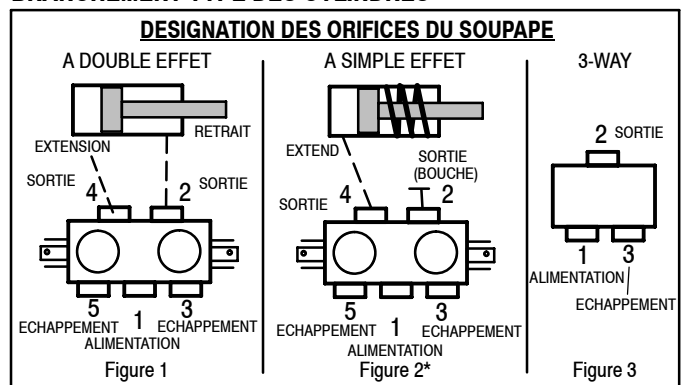 DESIGNATION DES ORIFICES DU SOUPAPE
A DOUBLE EFFET
RETRAIT
EXTENSION
SORTIE 4 2 SORTIE
5 1 3
ECHAPPEMENT ECHAPPEMENT
ALIMENTATION
Figure 1
A SIMPLE EFFET
EXTEND
SORTIE
(BOUCHE)
SORTIE 4 2
5 1 3
ECHAPPEMENT ECHAPPEMENT
ALIMENTATION
Figure 2*
3-WAY
2 SORTIE
1 3
ALIMENTATION
ECHAPPEMENT
Figure 3